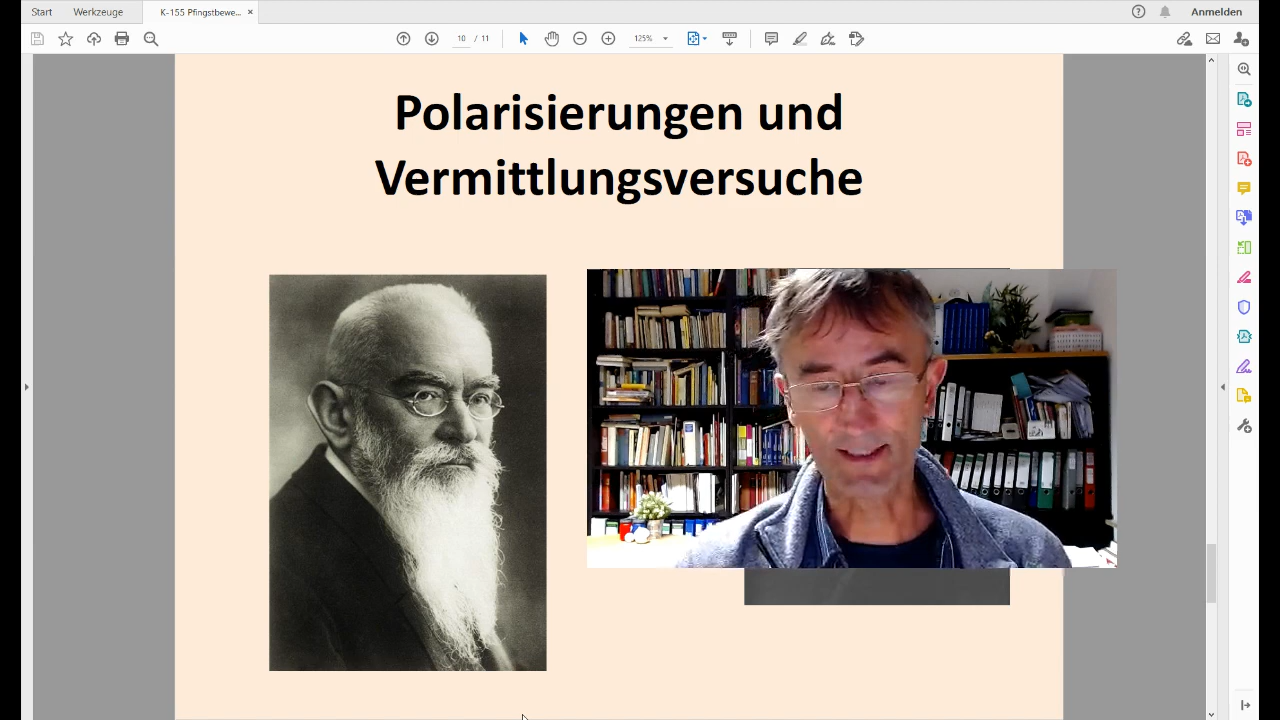 Start Werkzeuge K-155 Pfingstbewe... × Anmelden
10 / 11 125%
Polarisierungen und
Vermittlungsversuche